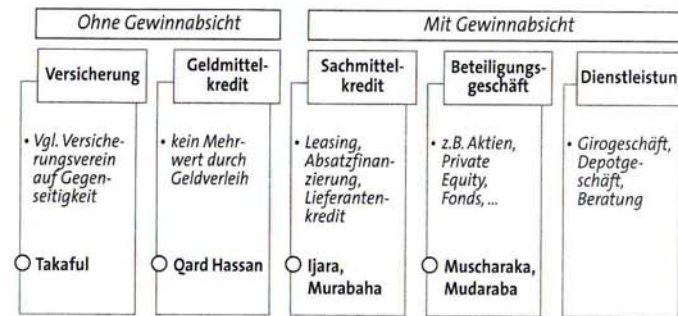 Ohne Gewinnabsicht
Mit Gewinnabsicht
Versicherung
• Vgl. Versiche-
rungsverein
auf Gegen-
seitigkeit
Takaful
Geldmittel-
kredit
• kein Mehr-
wert durch
Geldverleih
Qard Hassan
Sachmittel-
kredit
• Leasing,
Absatzfinan-
zierung,
Lieferanten-
kredit
Ijara,
Murabaha
Beteiligungs-
geschäft
• z.B. Aktien,
Private
Equity,
Fonds, ...
Muscharaka,
Mudaraba
Dienstleistun
• Girogeschäft,
Depotge-
schäft,
Beratung